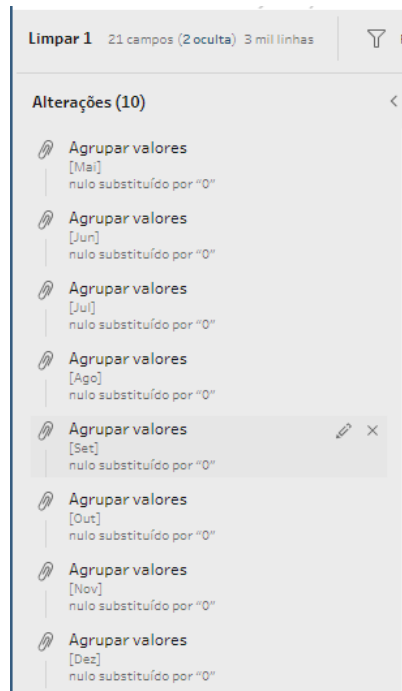 Limpar 1 21 campos (2 oculta) 3 mil linhas
Alterações (10)
Agrupar valores
[Mai]
nulo substituído por "0"
Agrupar valores
[Jun]
nulo substituído por "0"
Agrupar valores
[Jul]
nulo substituído por "0"
Agrupar valores
[Ago]
nulo substituído por "0"
Agrupar valores
[Set]
nulo substituído por "0"
Agrupar valores
[Out]
nulo substituído por "0"
Agrupar valores
[Nov]
nulo substituído por "0"
Agrupar valores
[Dez]
nulo substituído por "0"